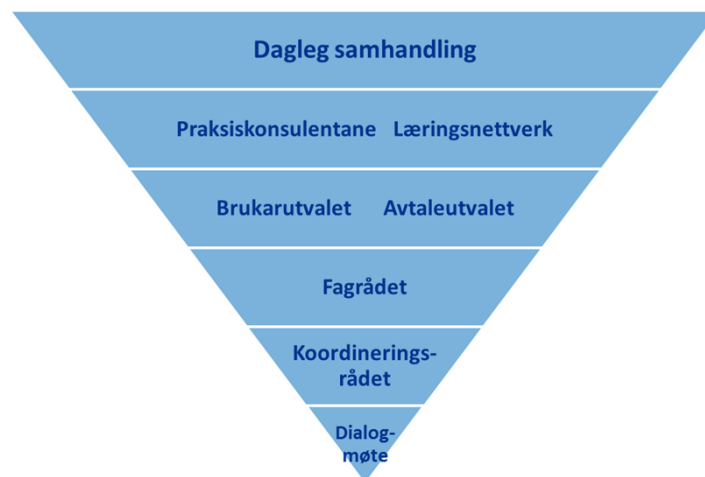 Dagleg samhandling
Praksiskonsulentane Læringsnettverk
Brukarutvalet Avtaleutvalet
Fagrådet
Koordinerings-
rådet
Dialog-
møte